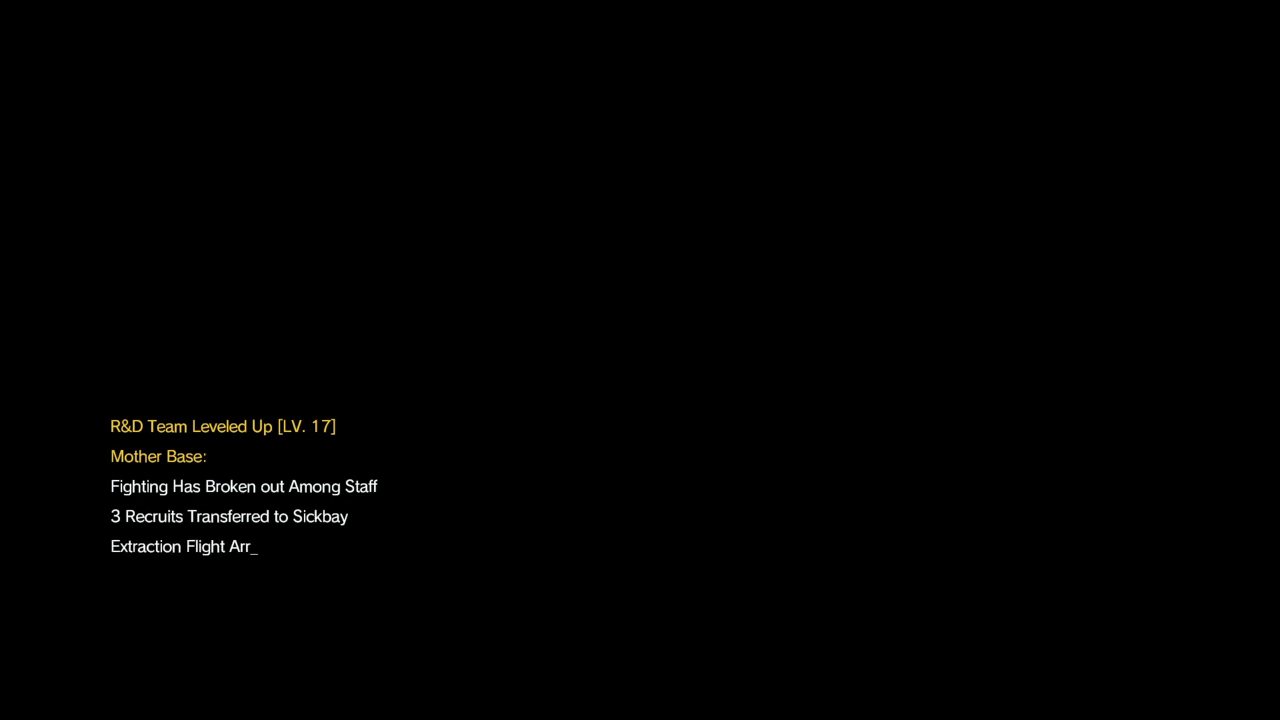 R&D Team Leveled Up [LV. 17]
Mother Base:
Fighting Has Broken out Among Staff
3 Recruits Transferred to Sickbay
Extraction Flight Arr_